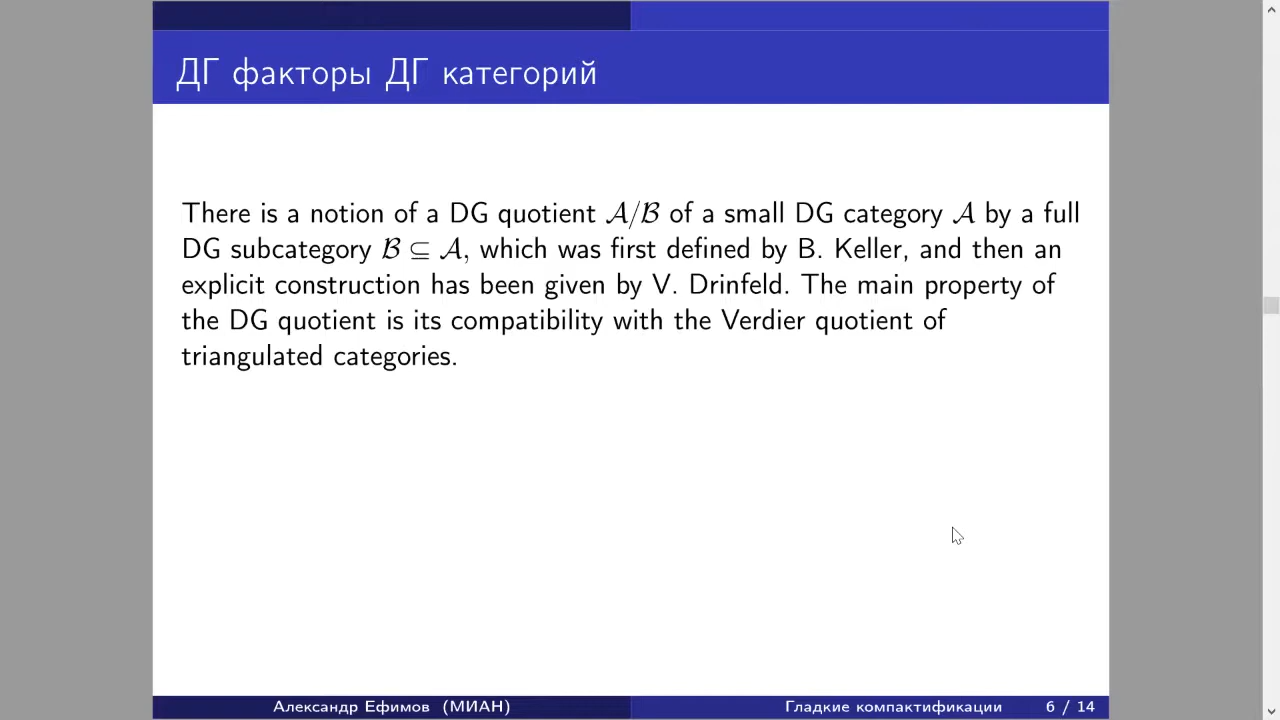 ДГ факторы ДГ категорий
There is a notion of a DG quotient 𝒜/ℬ of a small DG category 𝒜 by a full
DG subcategory ℬ ⊆ 𝒜, which was first defined by B. Keller, and then an
explicit construction has been given by V. Drinfeld. The main property of
the DG quotient is its compatibility with the Verdier quotient of
triangulated categories.
Александр Ефимов (МИАН)
Гладкие компактификации 6 / 14